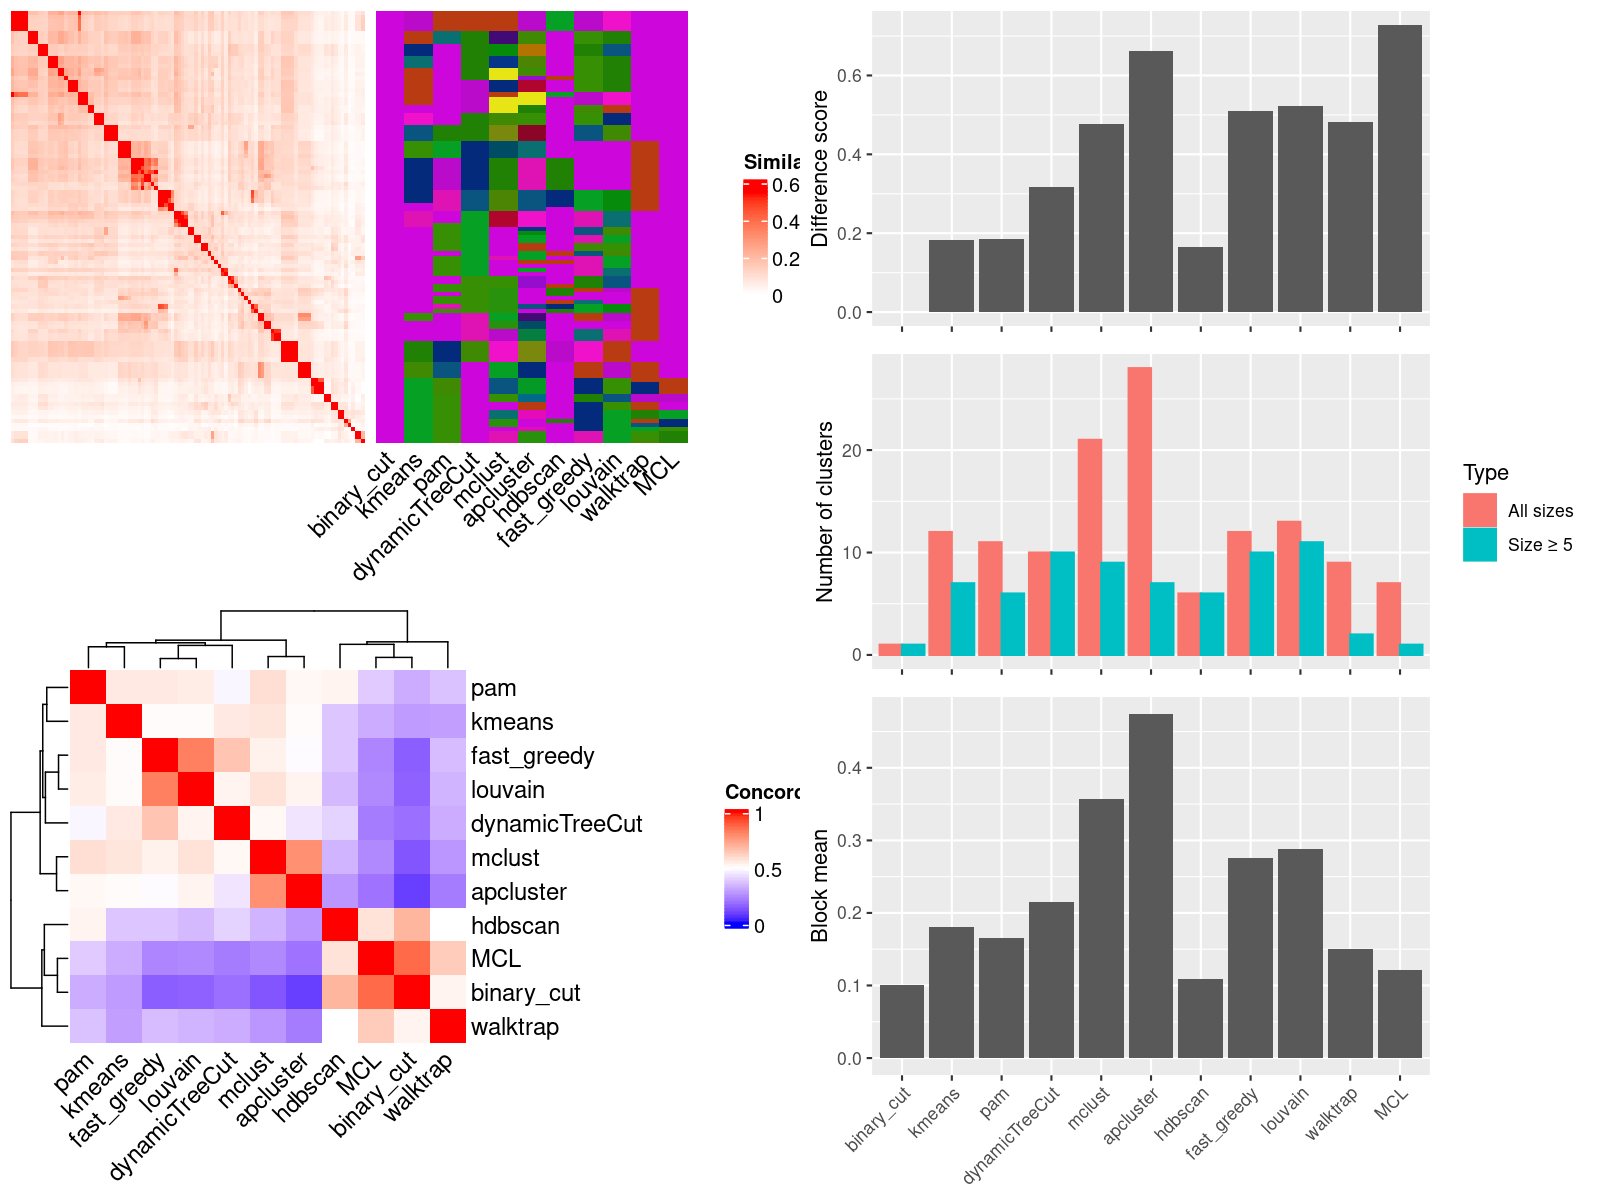 Simila
0.6
0.4
0.2
0
binary_cut
kmeans
pam
dynamicTreeCut
mclust
apcluster
hdbscan
fast_greedy
louvain
walktrap
MCL
Difference score
0.6
0.4
0.2
0.0
Number of clusters
20
10
0
Type
All sizes
Size ≥ 5
pam
kmeans
fast_greedy
louvain
dynamicTreeCut
mclust
apcluster
hdbscan
MCL
binary_cut
walktrap
pam
kmeans
fast_greedy
louvain
dynamicTreeCut
mclust
apcluster
hdbscan
MCL
binary_cut
walktrap
Concord
1
0.5
0
Block mean
0.4
0.3
0.2
0.1
0.0
binary_cut
kmeans
pam
dynamicTreeCut
mclust
apcluster
hdbscan
fast_greedy
louvain
walktrap
MCL